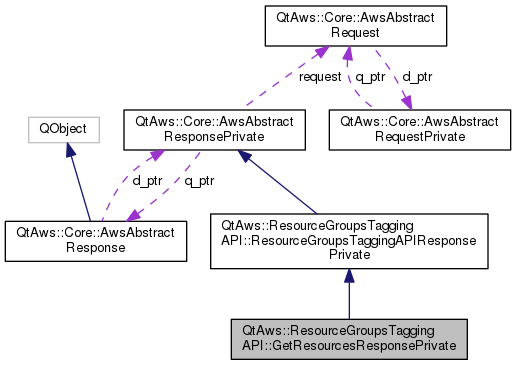 QtAws::Core::AwsAbstract
Request
request
q_ptr
d_ptr
QObject
QtAws::Core::AwsAbstract
ResponsePrivate
QtAws::Core::AwsAbstract
RequestPrivate
d_ptr
q_ptr
QtAws::Core::AwsAbstract
Response
QtAws::ResourceGroupsTagging
API::ResourceGroupsTaggingAPIResponse
Private
QtAws::ResourceGroupsTagging
API::GetResourcesResponsePrivate